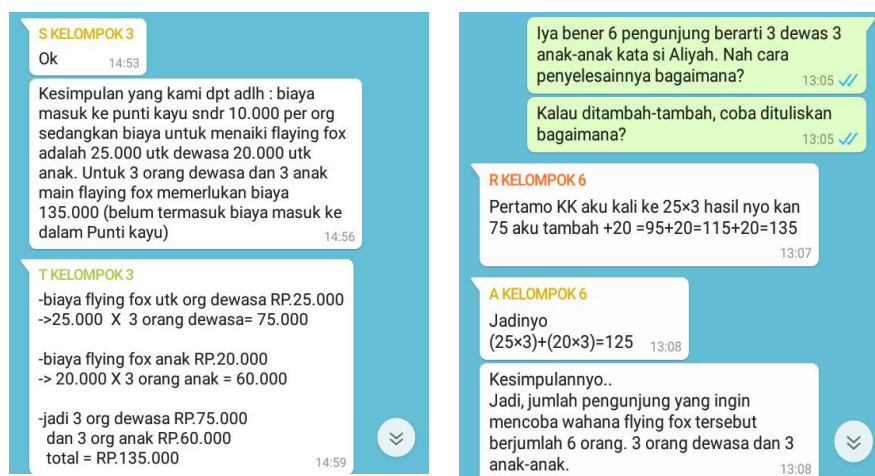 S KELOMPOK 3
Ok
14:53
Kesimpulan yang kami dpt adlh : biaya
masuk ke punti kayu sndr 10.000 per org
sedangkan biaya untuk menaiki flaying fox
adalah 25.000 utk dewasa 20.000 utk
anak. Untuk 3 orang dewasa dan 3 anak
main flaying fox memerlukan biaya
135.000 (belum termasuk biaya masuk ke
dalam Punti kayu)
14:56
T KELOMPOK 3
-biaya flying fox utk org dewasa RP.25.000
->25.000 X 3 orang dewasa= 75.000
-biaya flying fox anak RP.20.000
-> 20.000 X 3 orang anak = 60.000
-jadi 3 org dewasa RP.75.000
dan 3 org anak RP.60.000
total = RP.135.000
14:59
Iya bener 6 pengunjung berarti 3 dewas 3
anak-anak kata si Aliyah. Nah cara
penyelesainnya bagaimana?
13:05
Kalau ditambah-tambah, coba dituliskan
bagaimana?
13:05
R KELOMPOK 6
Pertamo KK aku kali ke 25×3 hasil nyo kan
75 aku tambah +20 =95+20=115+20=135
13:07
A KELOMPOK 6
Jadinyo
(25×3)+(20×3)=125
13:08
Kesimpulannyo..
Jadi, jumlah pengunjung yang ingin
mencoba wahana flying fox tersebut
berjumlah 6 orang. 3 orang dewasa dan 3
anak-anak.
13:08